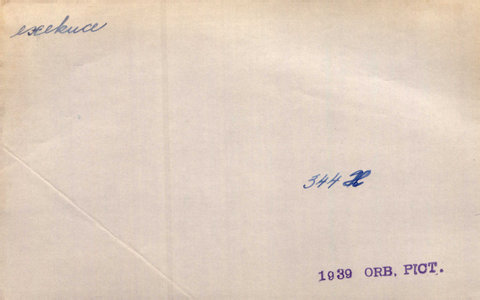 exekuce
344 H
1939 ORB. PICT.